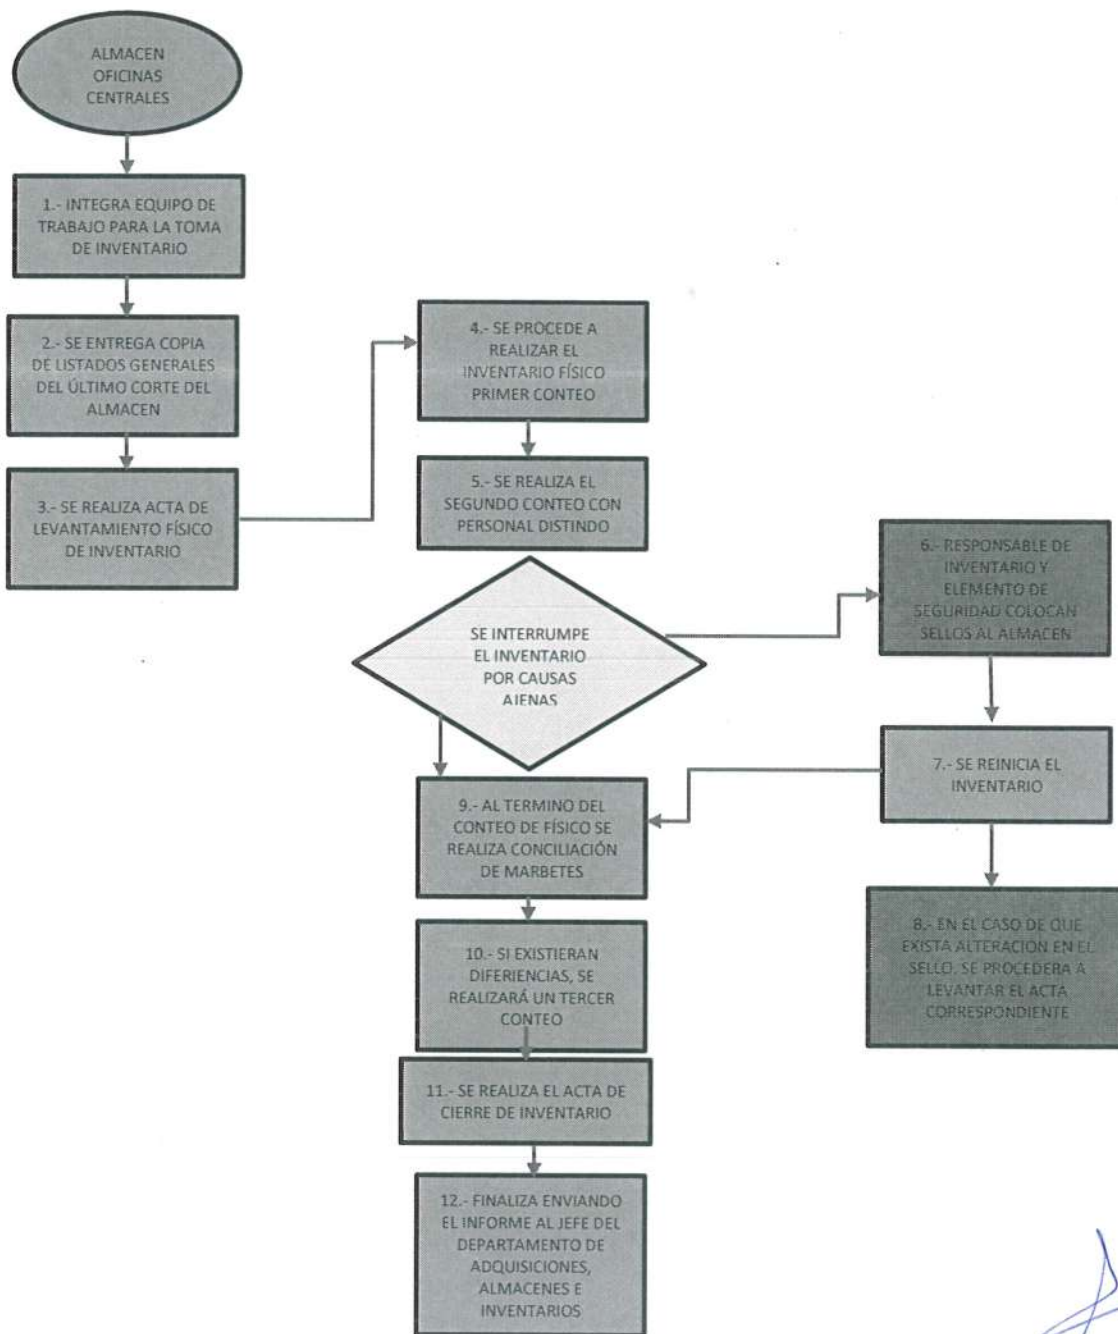 ALMACEN
OFICINAS
CENTRALES
1.- INTEGRA EQUIPO DE
TRABAJO PARA LA TOMA
DE INVENTARIO
2.- SE ENTREGA COPIA
DE LISTADOS GENERALES
DEL ÚLTIMO CORTE DEL
ALMACEN
3.- SE REALIZA ACTA DE
LEVANTAMIENTO FÍSICO
DE INVENTARIO
4.- SE PROCEDE A
REALIZAR EL
INVENTARIO FÍSICO
PRIMER CONTEO
5.- SE REALIZA EL
SEGUNDO CONTEO CON
PERSONAL DISTINDO
SE INTERRUMPE
EL INVENTARIO
POR CAUSAS
AJENAS
6.- RESPONSABLE DE
INVENTARIO Y
ELEMENTO DE
SEGURIDAD COLOCAN
SELLOS AL ALMACEN
7.- SE REINICIA EL
INVENTARIO
8.- EN EL CASO DE QUE
EXISTA ALTERACION EN EL
SELLO, SE PROCEDERA A
LEVANTAR EL ACTA
CORRESPONDIENTE
9.- AL TERMINO DEL
CONTEO DE FÍSICO SE
REALIZA CONCILIACIÓN
DE MARBETES
10.- SI EXISTIERAN
DIFERENCIAS, SE
REALIZARÁ UN TERCER
CONTEO
11.- SE REALIZA EL ACTA DE
CIERRE DE INVENTARIO
12.- FINALIZA ENVIANDO
EL INFORME AL JEFE DEL
DEPARTAMENTO DE
ADQUISICIONES,
ALMACENES E
INVENTARIOS